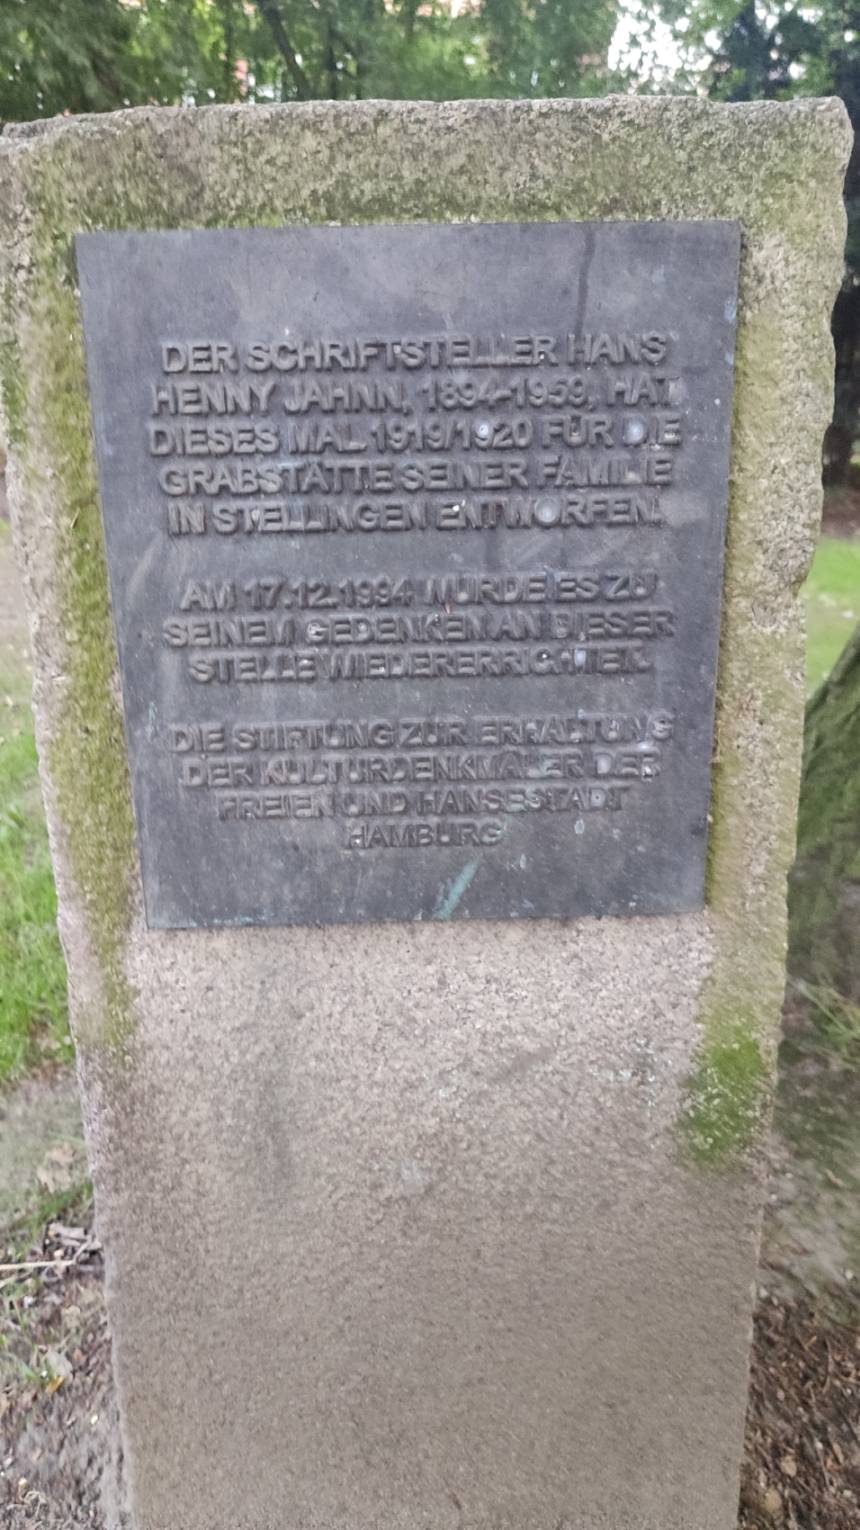 DER SCHRIFTSTELLER HANS
HENNY JAHNN, 1894-1959, HAT
DIESES MAL 1919/1920 FÜR DIE
GRABSTÄTTE SEINER FAMILIE
IN STELLINGEN ENTWORFEN.
AM 17.12.1994 WURDE ES ZU
SEINEM GEDENKEN AN DIESER
STELLE WIEDERERRICHTET.
DIE STIFTUNG ZUR ERHALTUNG
DER KULTURDENKMÄLER DER
FREIEN UND HANSESTADT
HAMBURG